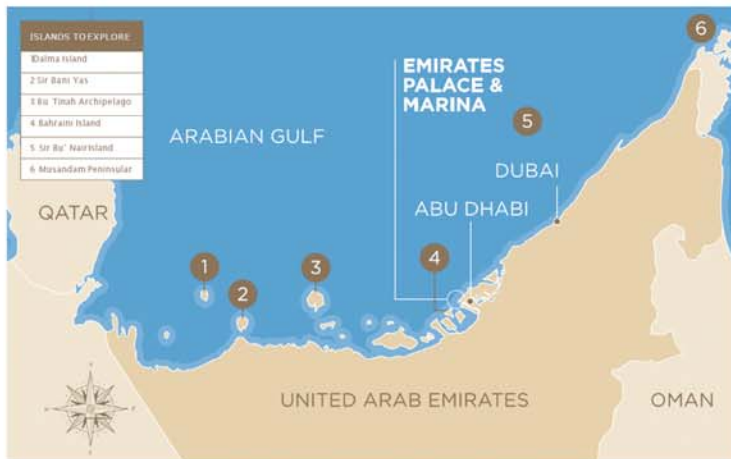 ISLANDS TO EXPLORE
1Dalma Island
2 Sir Bani Yas
3 Bu Tinah Archipelago
4 Bahraini Island
5 Sir Bu' NairIsland
6 Musandam Peninsular
6
EMIRATES
PALACE &
MARINA
5
ARABIAN GULF
DUBAI
QATAR
ABU DHABI
1
2
3
4
UNITED ARAB EMIRATES
OMAN